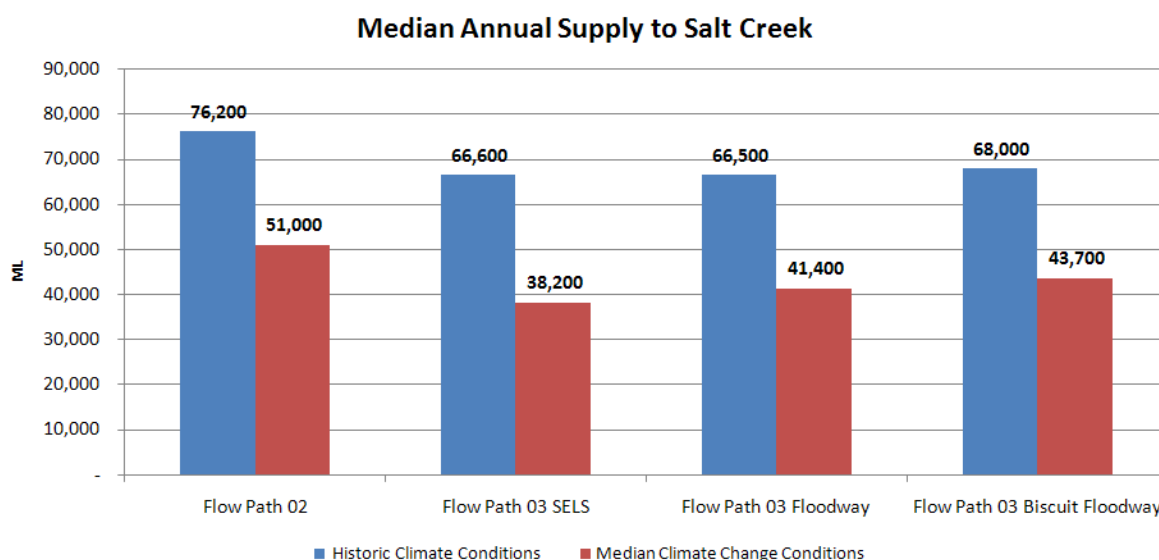 Median Annual Supply to Salt Creek
90,000
80,000
70,000
60,000
50,000
40,000
30,000
20,000
10,000
-
ML
76,200
51,000
66,600
38,200
66,500
41,400
68,000
43,700
Flow Path 02
Flow Path 03 SELS
Flow Path 03 Floodway
Flow Path 03 Biscuit Floodway
Historic Climate Conditions
Median Climate Change Conditions